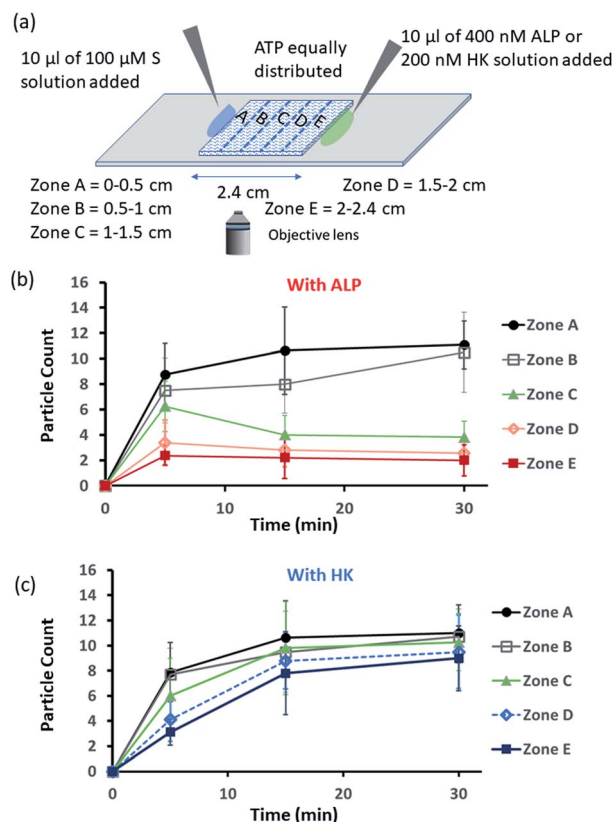 (a)
10 µl of 100 µM S
solution added
ATP equally
distributed
10 µl of 400 nM ALP or
200 nM HK solution added
A B C D E
Zone A = 0-0.5 cm
Zone B = 0.5-1 cm
Zone C = 1-1.5 cm
2.4 cm
Zone D = 1.5-2 cm
Zone E = 2-2.4 cm
Objective lens
(b)
With ALP
Particle Count
16
14
12
10
8
6
4
2
0
0 10 20 30
Time (min)
Zone A
Zone B
Zone C
Zone D
Zone E
(c)
With HK
Particle Count
16
14
12
10
8
6
4
2
0
0 10 20 30
Time (min)
Zone A
Zone B
Zone C
Zone D
Zone E